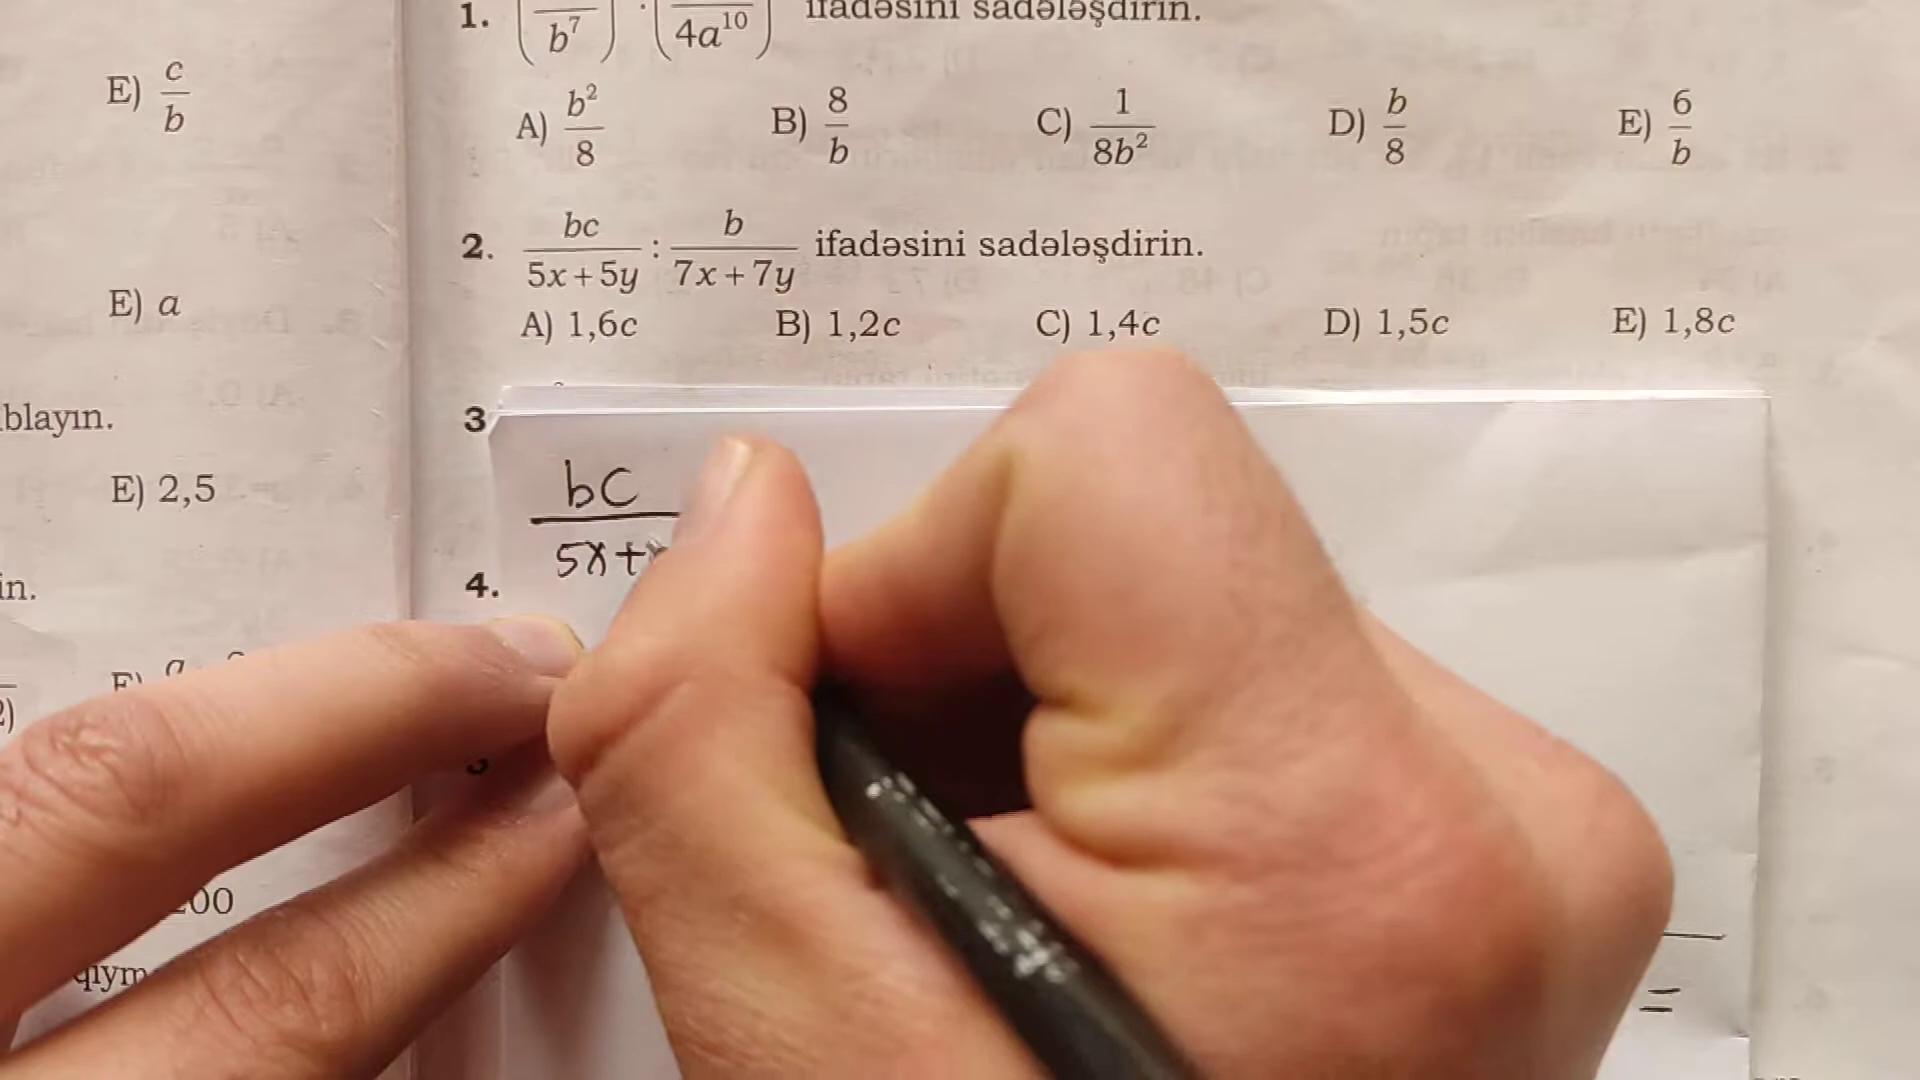 E) c/b
E) a
blayın.
E) 2,5
in.
2)
00
qıym
1. ( / b⁷) · ( / 4a¹⁰) ifadəsini sadələşdirin.
A) b²/8 B) 8/b C) 1/8b² D) b/8 E) 6/b
2. bc/5x+5y : b/7x+7y ifadəsini sadələşdirin.
A) 1,6c B) 1,2c C) 1,4c D) 1,5c E) 1,8c
3
bc
5x+
4.
=